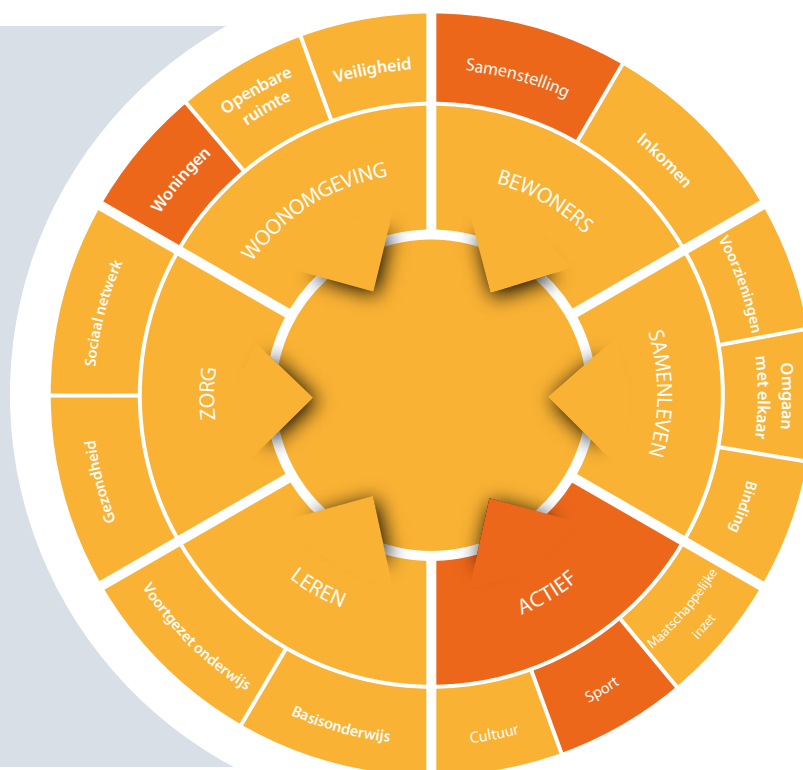 Samenstelling
Inkomen
BEWONERS
Voorzieningen
Omgaan
met elkaar
Binding
SAMENLEVEN
Maatschappelijke
inzet
Sport
Cultuur
ACTIEF
Basisonderwijs
Voortgezet onderwijs
LEREN
Gezondheid
Sociaal netwerk
ZORG
Woningen
Openbare
ruimte
Veiligheid
WOONOMGEVING